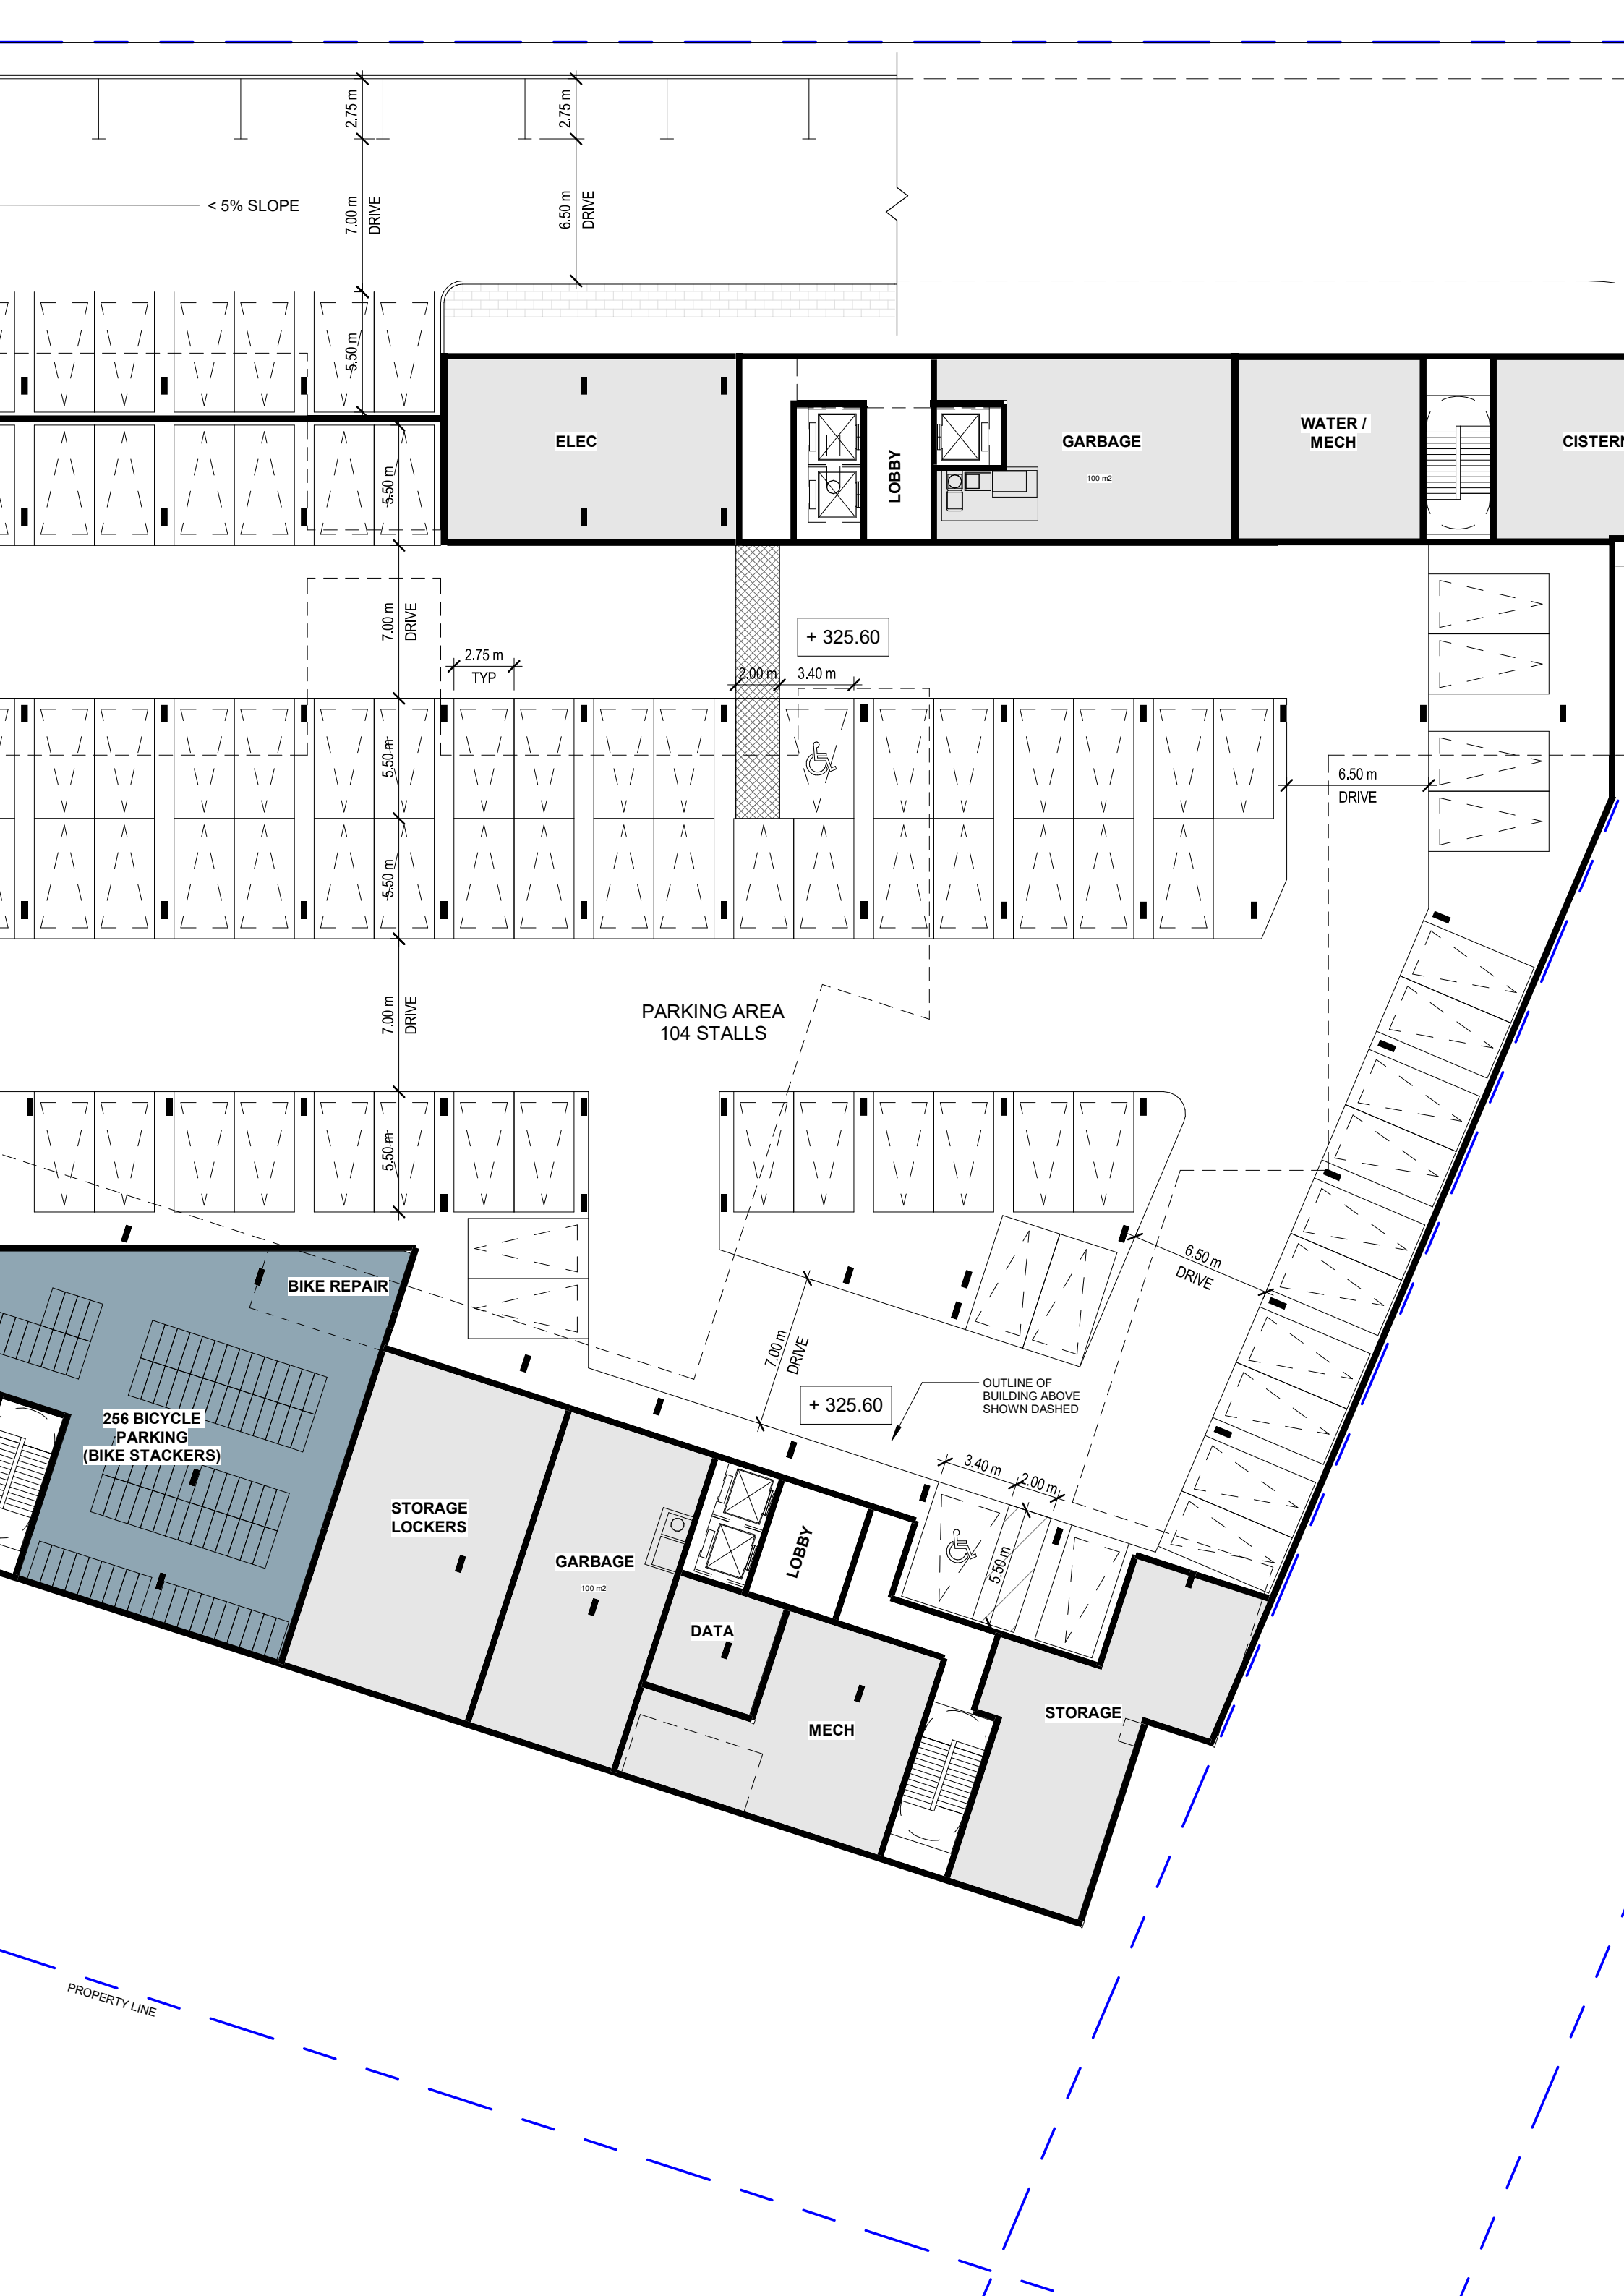 2.75 m
2.75 m
< 5% SLOPE
7.00 m
DRIVE
6.50 m
DRIVE
5.50 m
ELEC
LOBBY
GARBAGE
100 m2
WATER /
MECH
5.50 m
7.00 m
DRIVE
+ 325.60
2.75 m
TYP
2.00 m
3.40 m
5.50 m
6.50 m
DRIVE
5.50 m
7.00 m
DRIVE
PARKING AREA
104 STALLS
5.50 m
6.50 m
DRIVE
BIKE REPAIR
7.00 m
DRIVE
+ 325.60
OUTLINE OF
BUILDING ABOVE
SHOWN DASHED
256 BICYCLE
PARKING
(BIKE STACKERS)
3.40 m
2.00 m
STORAGE
LOCKERS
GARBAGE
100 m2
LOBBY
5.50 m
DATA
STORAGE
MECH
PROPERTY LINE